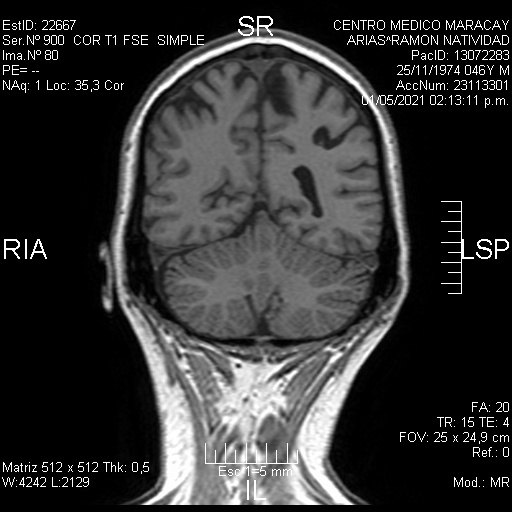 EstID: 22667
Ser.Nº 900 COR T1 FSE SIMPLE
Ima.Nº 80
PE= --
NAq: 1 Loc: 35,3 Cor
SR
CENTRO MEDICO MARACAY
ARIAS^RAMON NATIVIDAD
PacID: 13072283
25/11/1974 046Y M
AccNum: 23113301
01/05/2021 02:13:11 p.m.
RIA
LSP
FA: 20
TR: 15 TE: 4
FOV: 25 x 24,9 cm
Ref.: 0
Mod.: MR
Matriz 512 x 512 Thk: 0,5
W:4242 L:2129
Esc 1=5 mm
IL